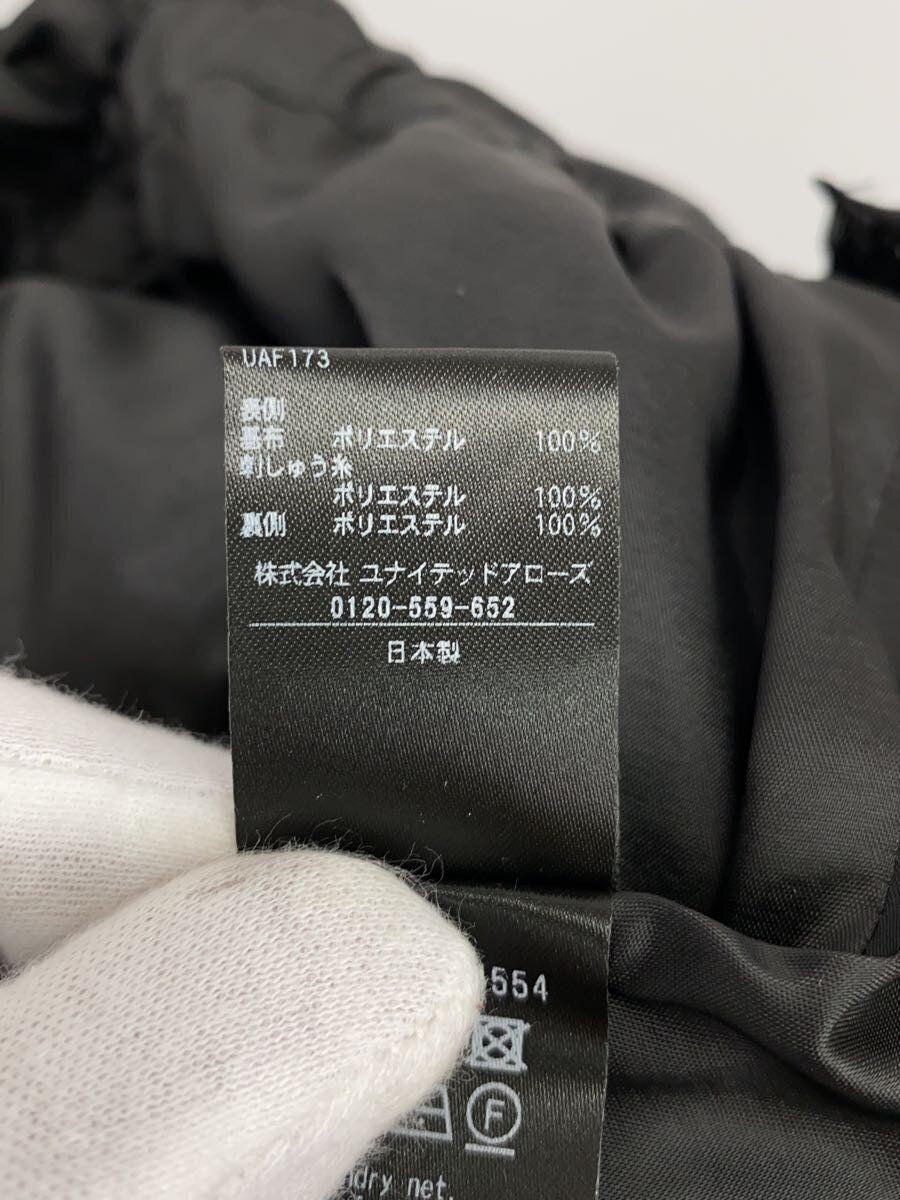 UAF173
表側
基布 ポリエステル 100%
刺しゅう糸
ポリエステル 100%
裏側 ポリエステル 100%
株式会社 ユナイテッドアローズ
0120-559-652
日本製
554
F
net.